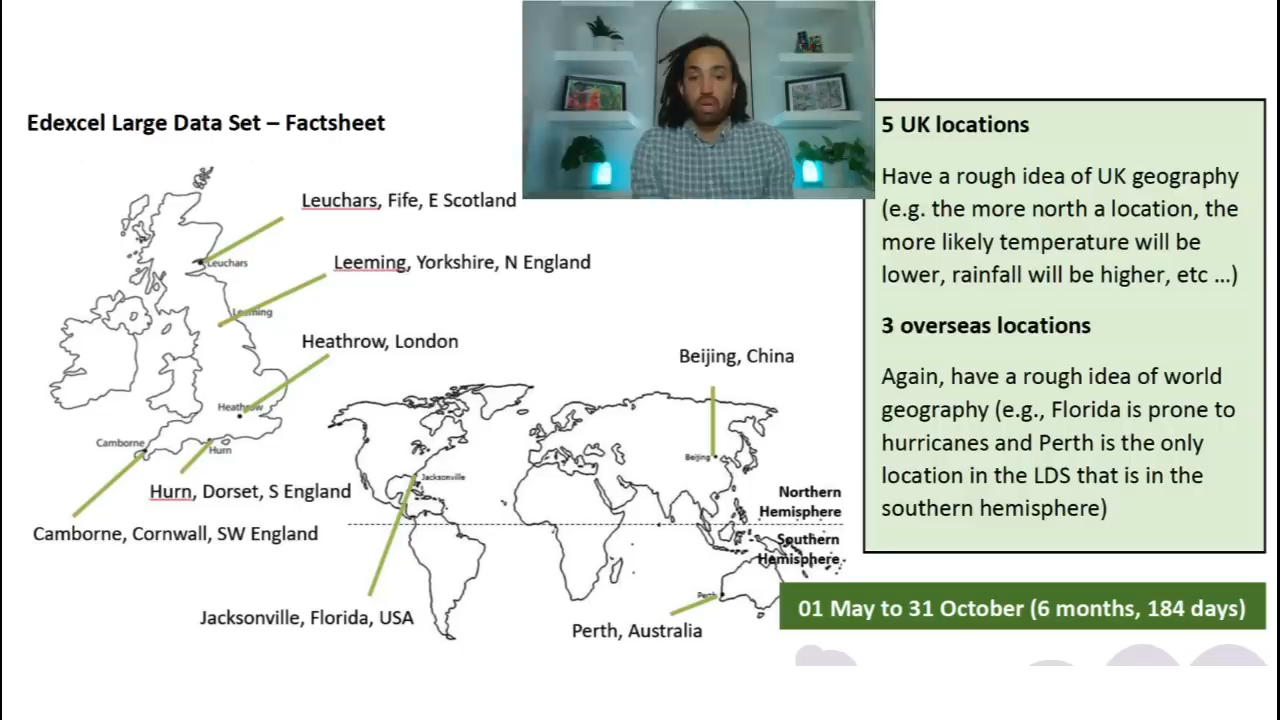 Edexcel Large Data Set – Factsheet
Leuchars, Fife, E Scotland
Leuchars
Leeming, Yorkshire, N England
Leeming
Heathrow, London
Heathrow
Camborne
Hurn
Hurn, Dorset, S England
Camborne, Cornwall, SW England
Beijing, China
Beijing
Jacksonville
Northern
Hemisphere
Southern
Hemisphere
Perth
Jacksonville, Florida, USA
Perth, Australia
5 UK locations
Have a rough idea of UK geography
(e.g. the more north a location, the
more likely temperature will be
lower, rainfall will be higher, etc ...)
3 overseas locations
Again, have a rough idea of world
geography (e.g., Florida is prone to
hurricanes and Perth is the only
location in the LDS that is in the
southern hemisphere)
01 May to 31 October (6 months, 184 days)